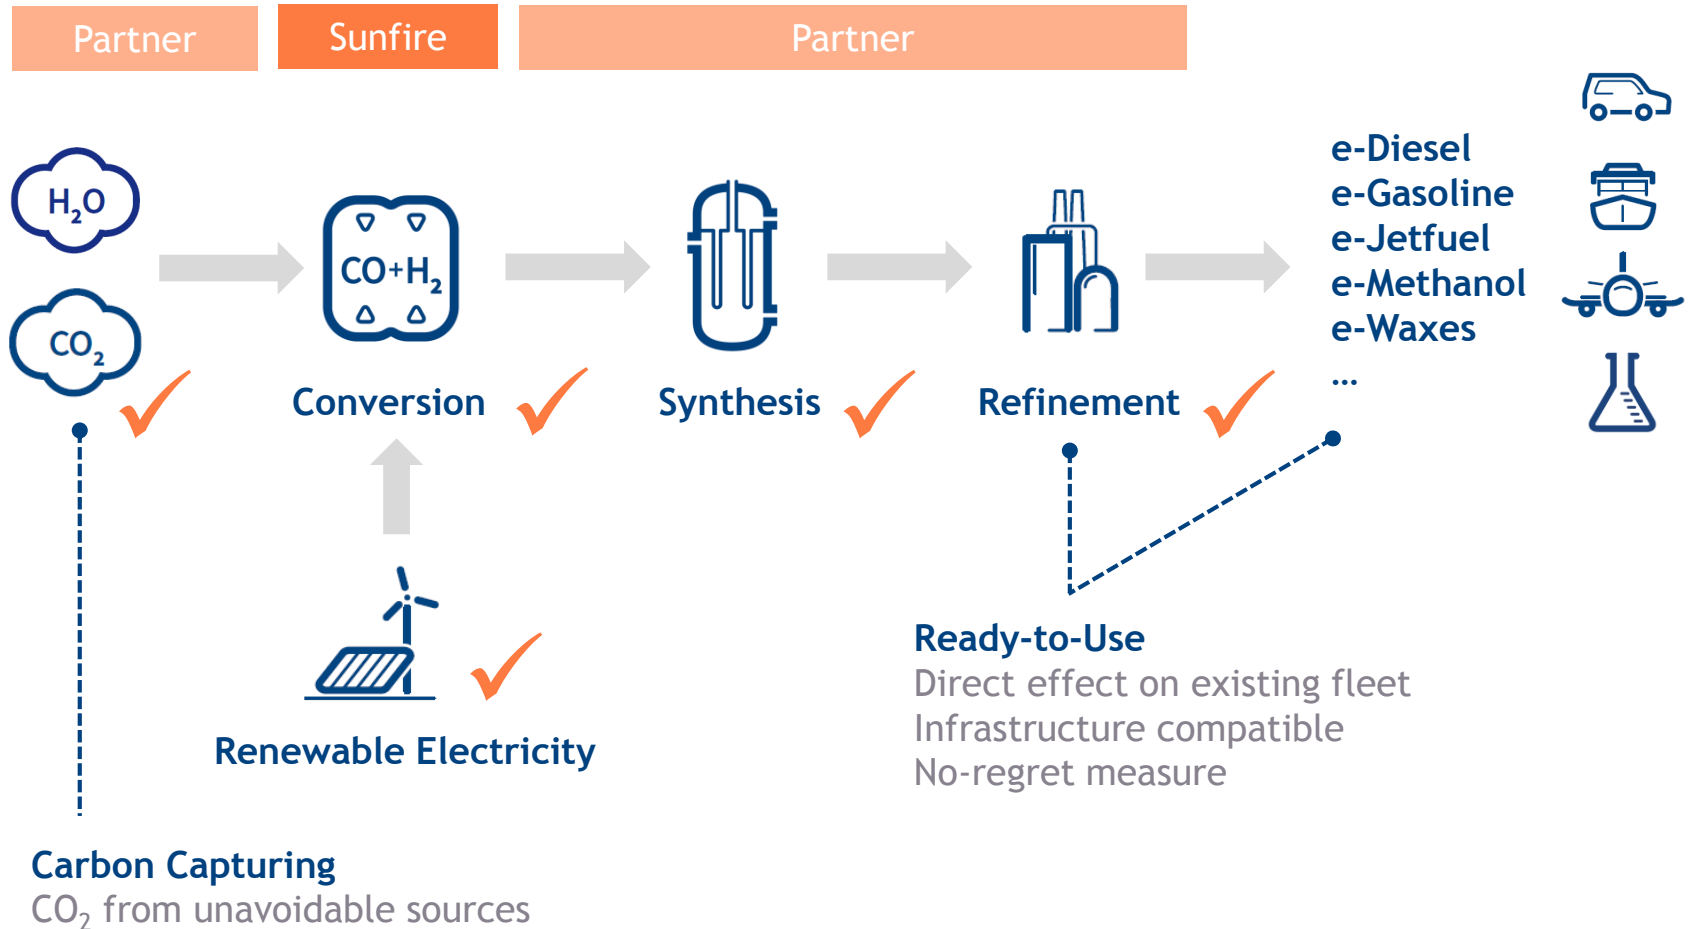 Partner
Sunfire
Partner
H₂O
CO₂
CO+H₂
Conversion
Synthesis
Refinement
e-Diesel
e-Gasoline
e-Jetfuel
e-Methanol
e-Waxes
...
Renewable Electricity
Ready-to-Use
Direct effect on existing fleet
Infrastructure compatible
No-regret measure
Carbon Capturing
CO₂ from unavoidable sources